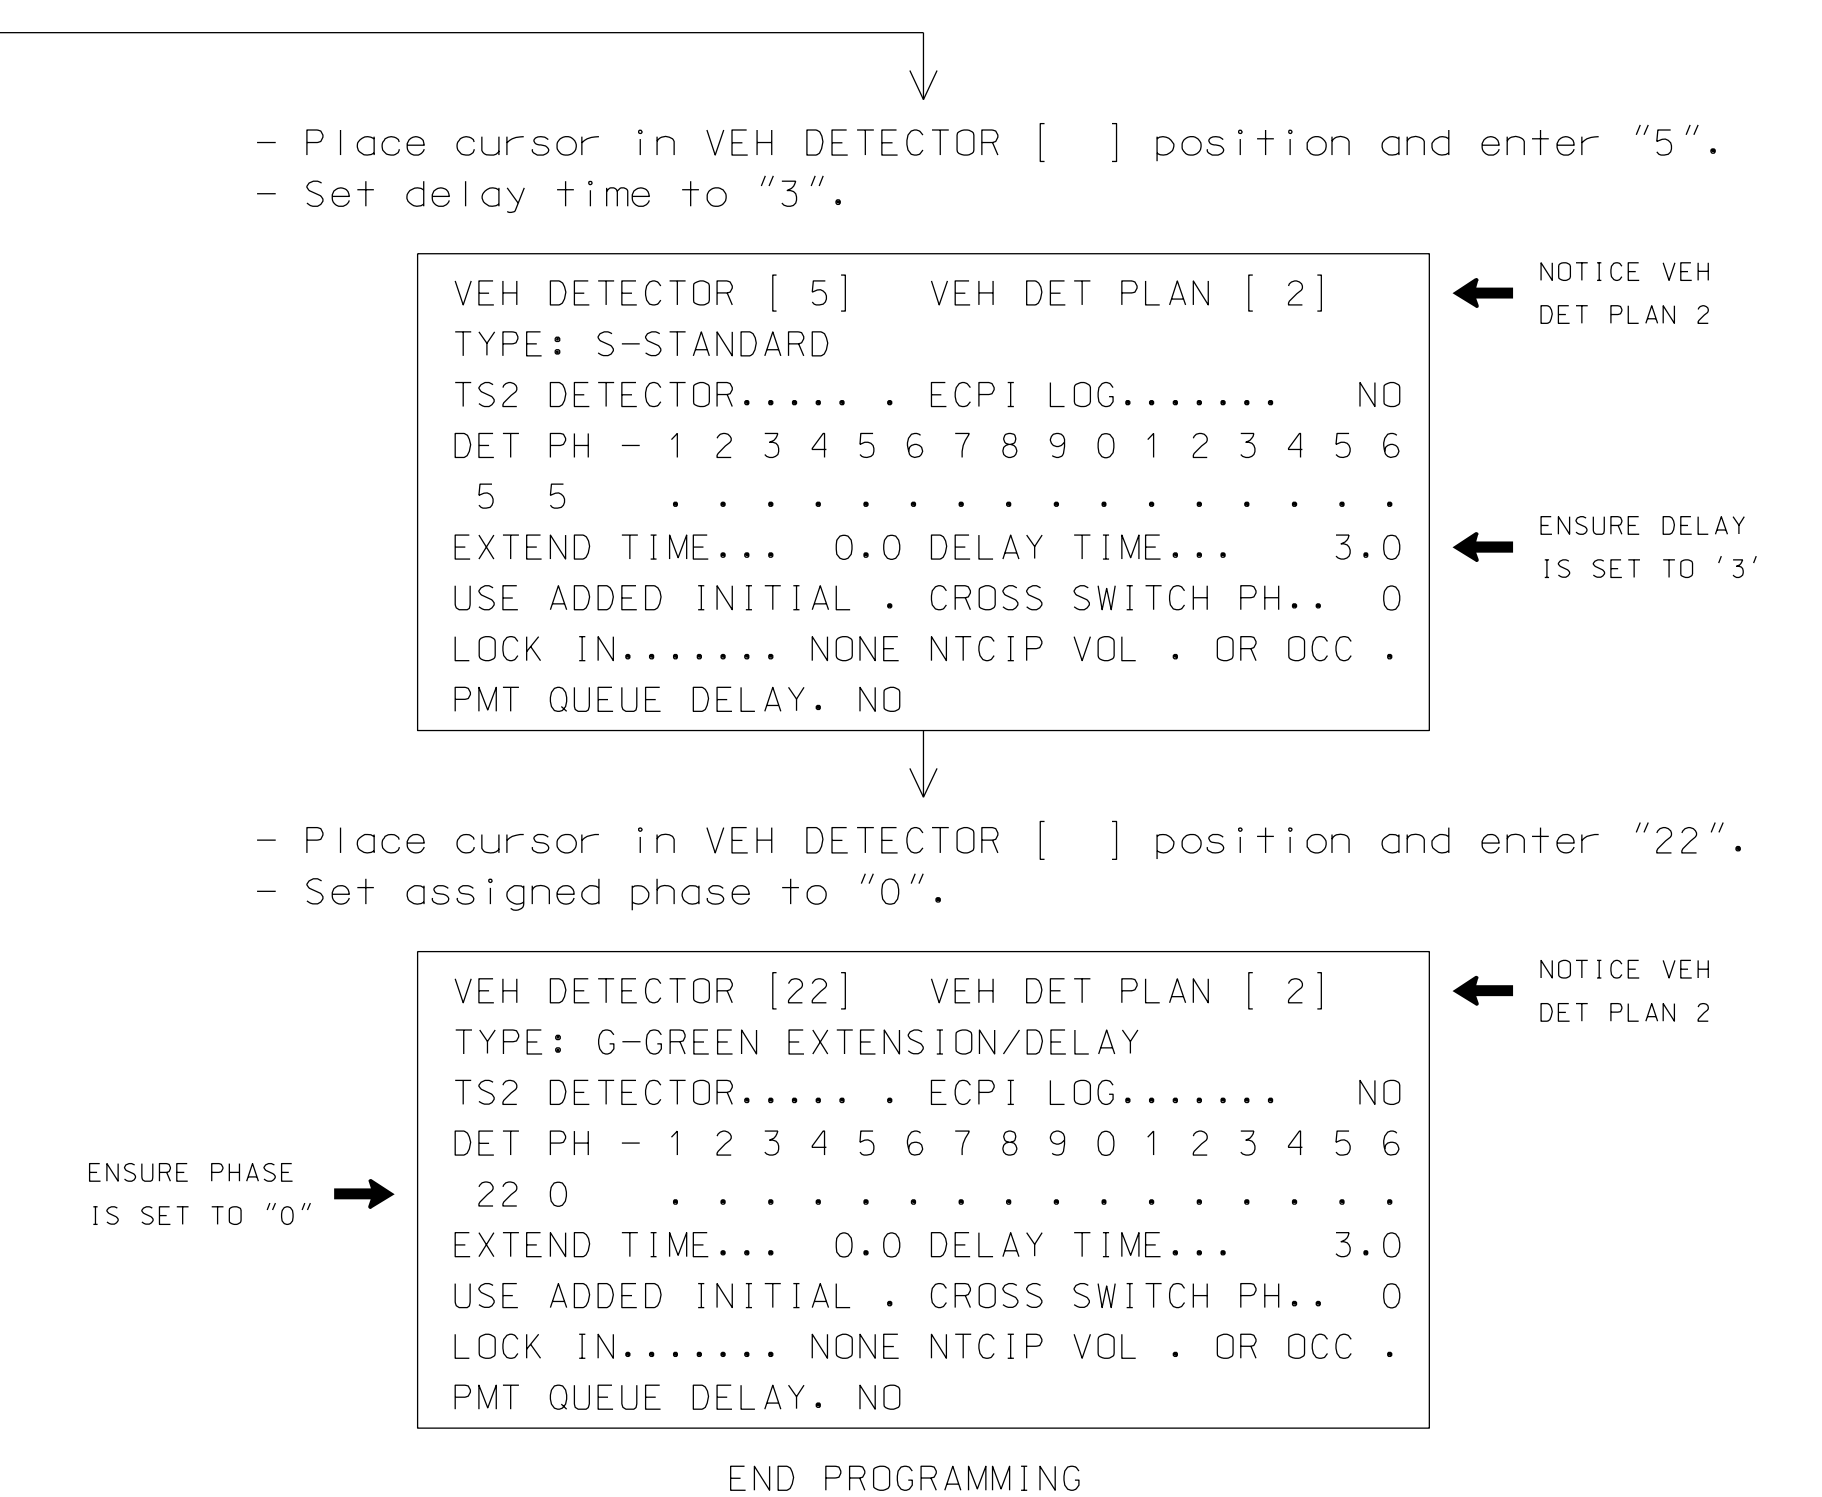 - Place cursor in VEH DETECTOR [  ] position and enter "5".
- Set delay time to "3".
VEH DETECTOR [ 5]   VEH DET PLAN [ 2]
NOTICE VEH
DET PLAN 2
TYPE: S-STANDARD
TS2 DETECTOR..... . ECPI LOG.......   NO
DET PH - 1 2 3 4 5 6 7 8 9 0 1 2 3 4 5 6
5  5    . . . . . . . . . . . . . . . .
EXTEND TIME...  0.0 DELAY TIME...    3.0
ENSURE DELAY
IS SET TO '3'
USE ADDED INITIAL . CROSS SWITCH PH..  0
LOCK IN....... NONE NTCIP VOL . OR OCC .
PMT QUEUE DELAY. NO
- Place cursor in VEH DETECTOR [  ] position and enter "22".
- Set assigned phase to "0".
VEH DETECTOR [22]   VEH DET PLAN [ 2]
NOTICE VEH
DET PLAN 2
TYPE: G-GREEN EXTENSION/DELAY
TS2 DETECTOR..... . ECPI LOG.......   NO
DET PH - 1 2 3 4 5 6 7 8 9 0 1 2 3 4 5 6
ENSURE PHASE
IS SET TO "0"
22 0    . . . . . . . . . . . . . . . .
EXTEND TIME...  0.0 DELAY TIME...    3.0
USE ADDED INITIAL . CROSS SWITCH PH..  0
LOCK IN....... NONE NTCIP VOL . OR OCC .
PMT QUEUE DELAY. NO
END PROGRAMMING